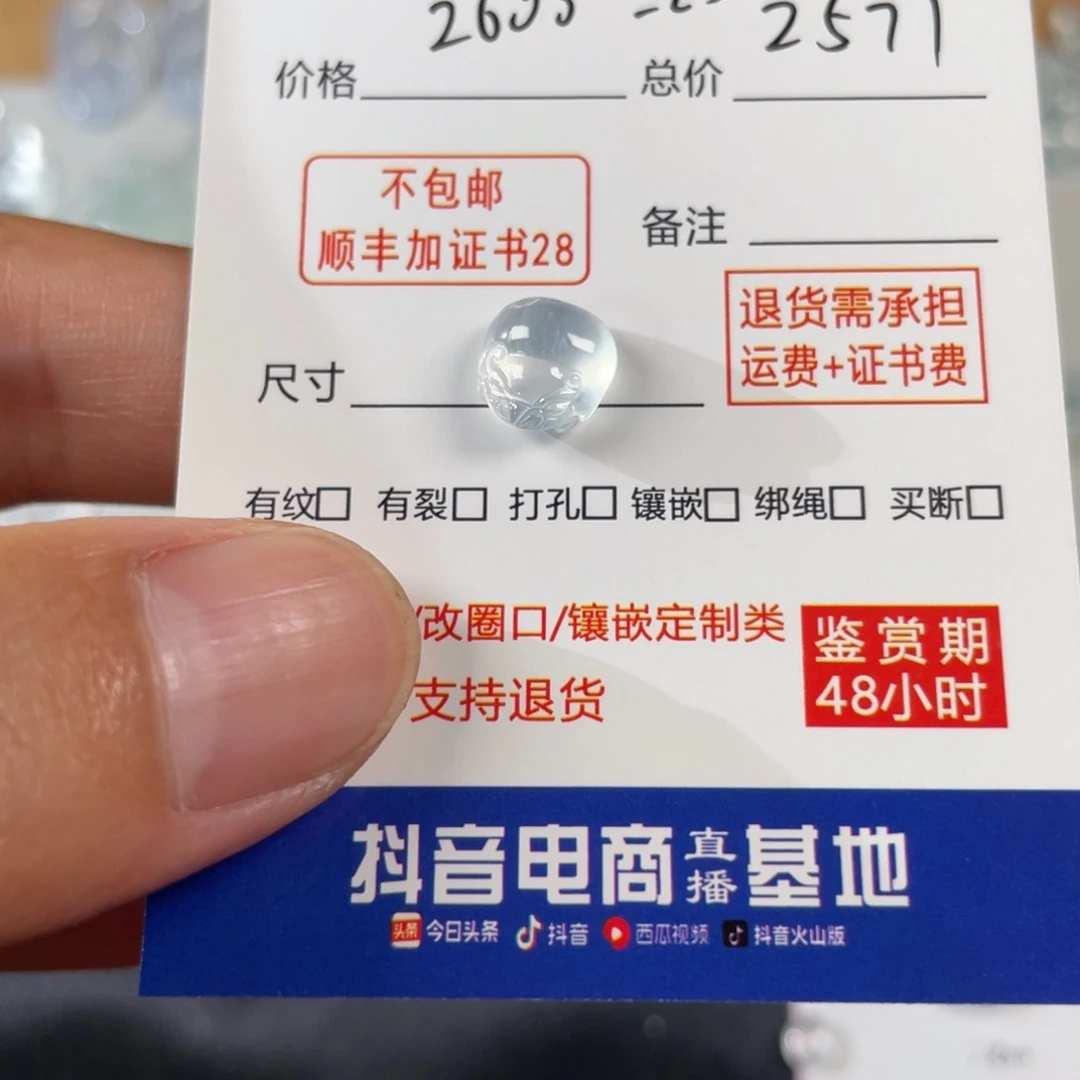 2571
价格 总价
不包邮
顺丰加证书28
备注
退货需承担
运费+证书费
尺寸
有纹□ 有裂□ 打孔□ 镶嵌□ 绑绳□ 买断□
/改圈口/镶嵌定制类
支持退货
鉴赏期
48小时
抖音电商直播基地
头条 今日头条 抖音 西瓜视频 抖音火山版